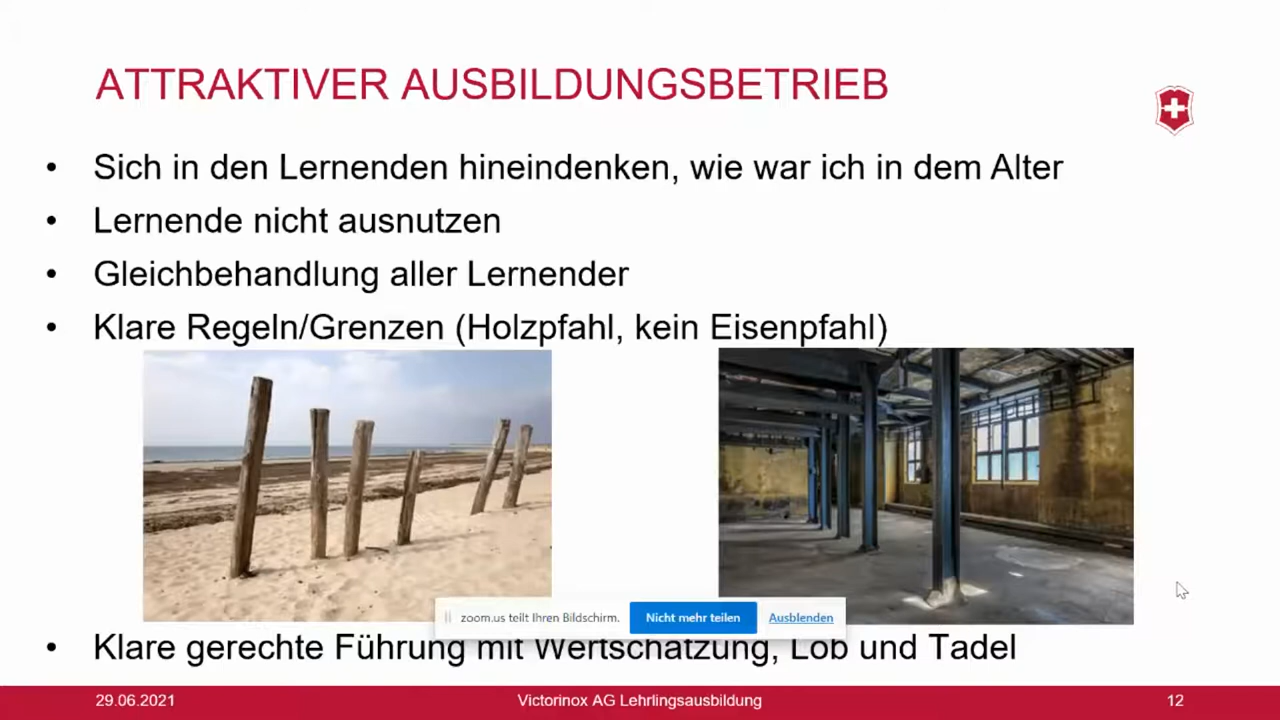 ATTRAKTIVER AUSBILDUNGSBETRIEB
• Sich in den Lernenden hineindenken, wie war ich in dem Alter
• Lernende nicht ausnutzen
• Gleichbehandlung aller Lernender
• Klare Regeln/Grenzen (Holzpfahl, kein Eisenpfahl)
zoom.us teilt Ihren Bildschirm. Nicht mehr teilen Ausblenden
• Klare gerechte Führung mit Wertschätzung, Lob und Tadel
29.06.2021 Victorinox AG Lehrlingsausbildung 12